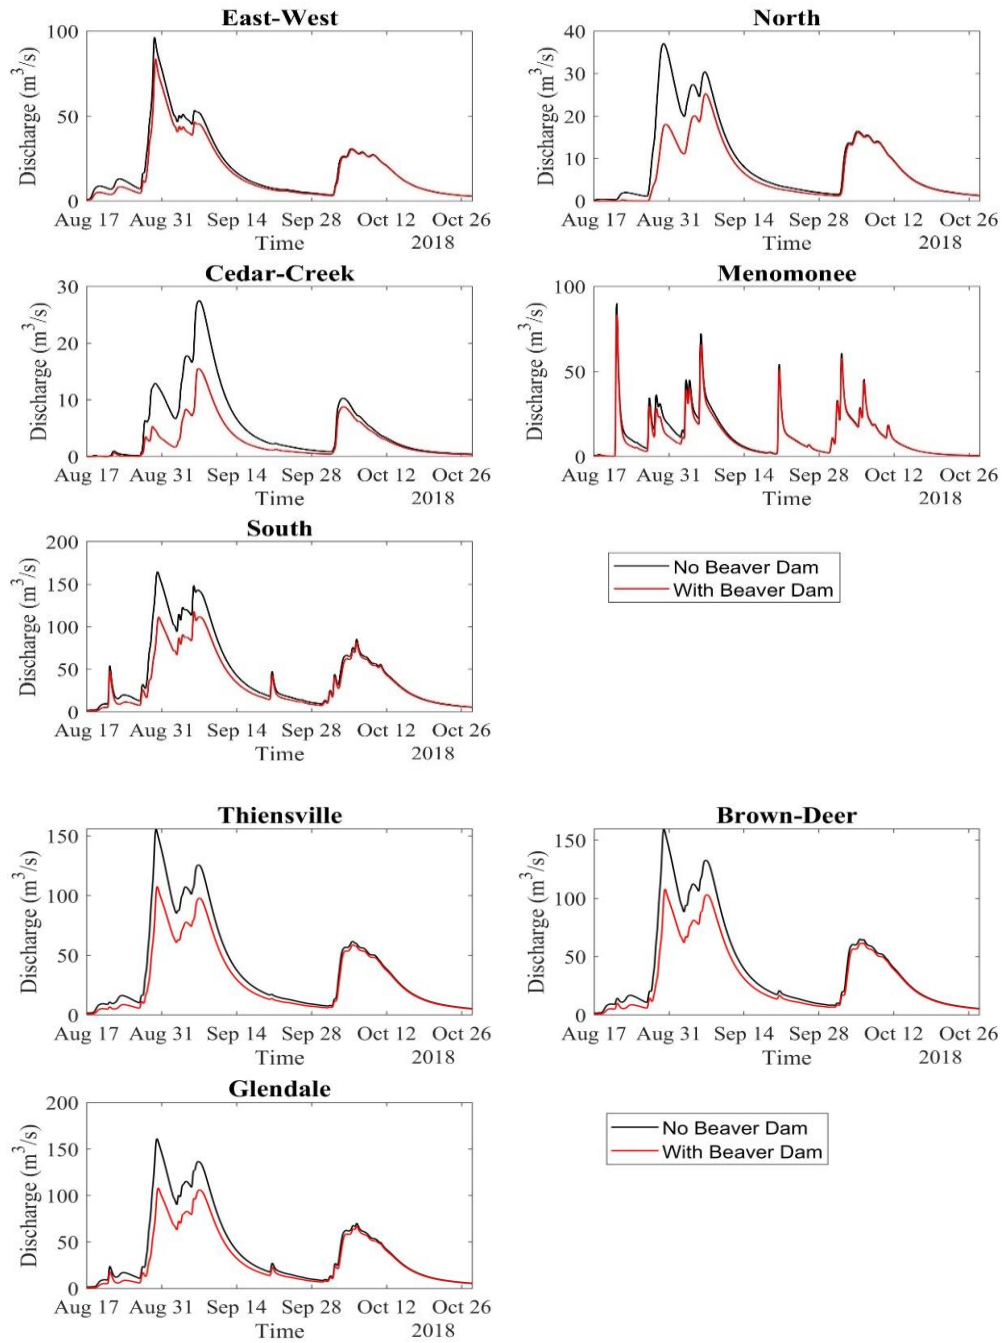 East-West
Discharge (m³/s)
100
50
0
Aug 17 Aug 31 Sep 14 Sep 28 Oct 12 Oct 26
Time 2018
North
Discharge (m³/s)
40
30
20
10
0
Aug 17 Aug 31 Sep 14 Sep 28 Oct 12 Oct 26
Time 2018
Cedar-Creek
Discharge (m³/s)
30
20
10
0
Aug 17 Aug 31 Sep 14 Sep 28 Oct 12 Oct 26
Time 2018
Menomonee
Discharge (m³/s)
100
50
0
Aug 17 Aug 31 Sep 14 Sep 28 Oct 12 Oct 26
Time 2018
South
Discharge (m³/s)
200
150
100
50
0
Aug 17 Aug 31 Sep 14 Sep 28 Oct 12 Oct 26
Time 2018
No Beaver Dam
With Beaver Dam
Thiensville
Discharge (m³/s)
150
100
50
0
Aug 17 Aug 31 Sep 14 Sep 28 Oct 12 Oct 26
Time 2018
Brown-Deer
Discharge (m³/s)
150
100
50
0
Aug 17 Aug 31 Sep 14 Sep 28 Oct 12 Oct 26
Time 2018
Glendale
Discharge (m³/s)
200
150
100
50
0
Aug 17 Aug 31 Sep 14 Sep 28 Oct 12 Oct 26
Time 2018
No Beaver Dam
With Beaver Dam